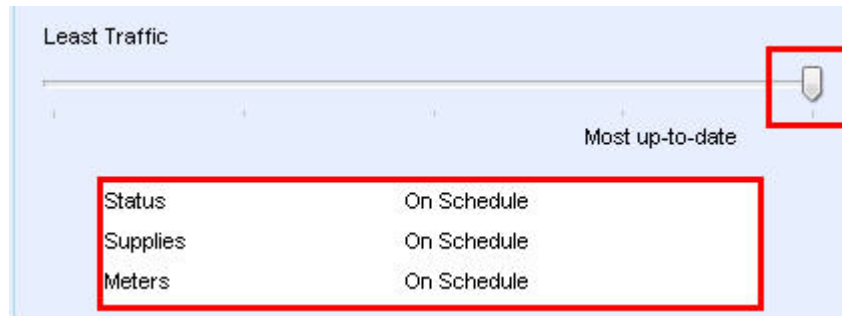 Least Traffic
Most up-to-date
Status On Schedule
Supplies On Schedule
Meters On Schedule